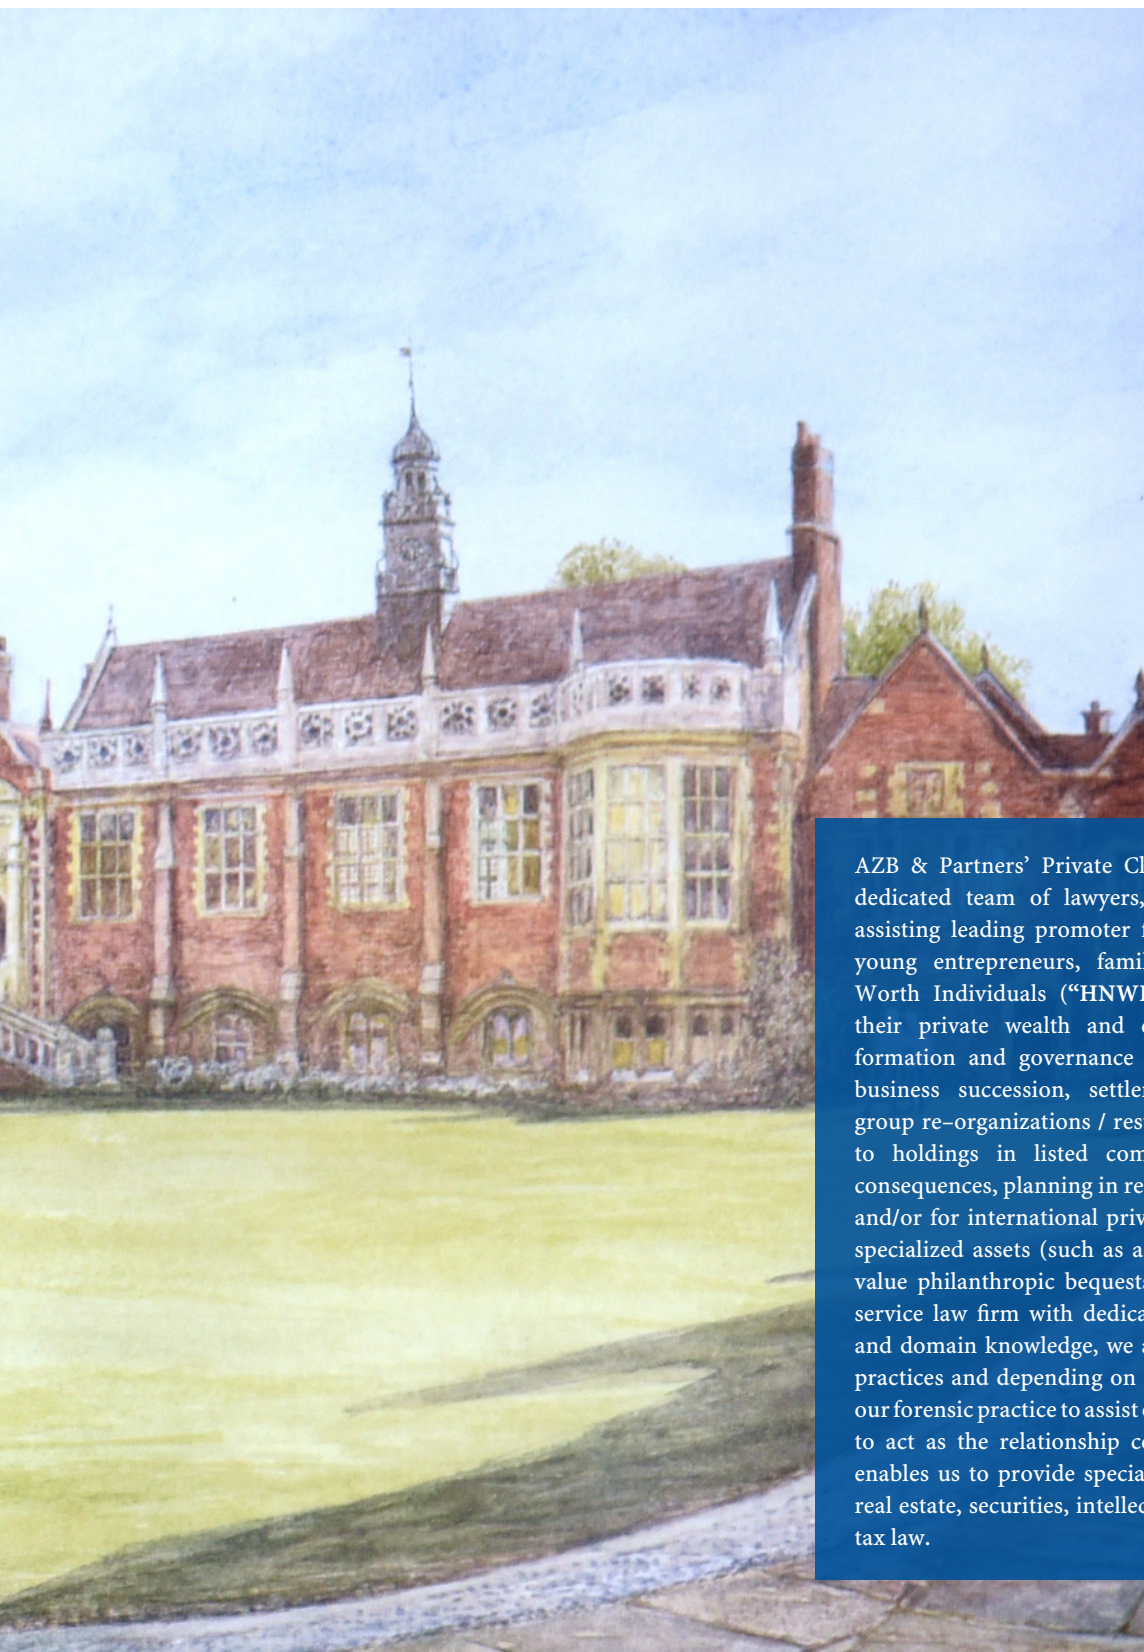 AZB & Partners’ Private Cl
dedicated team of lawyers,
assisting leading promoter f
young entrepreneurs, famil
Worth Individuals (“HNWI
their private wealth and
formation and governance
business succession, settle
group re–organizations / res
to holdings in listed com
consequences, planning in re
and/or for international priv
specialized assets (such as a
value philanthropic bequests
service law firm with dedica
and domain knowledge, we a
practices and depending on
our forensic practice to assist
to act as the relationship c
enables us to provide specia
real estate, securities, intellec
tax law.